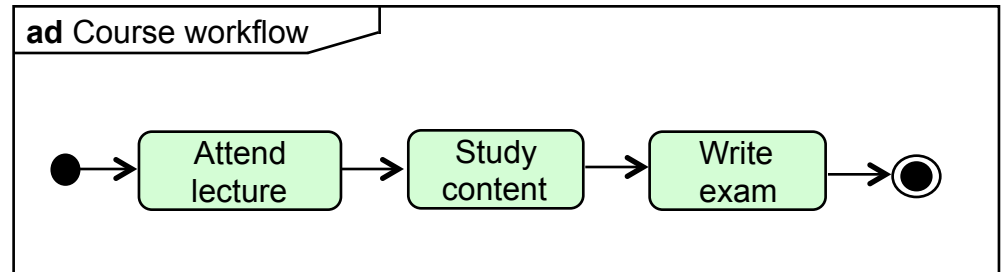 ad Course workflow
Attend
lecture
Study
content
Write
exam